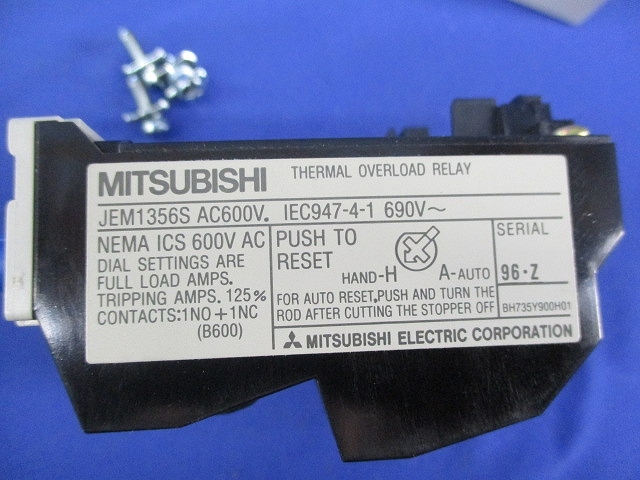 MITSUBISHI THERMAL OVERLOAD RELAY
JEM1356S AC600V. IEC947-4-1 690V～
NEMA ICS 600V AC
DIAL SETTINGS ARE
FULL LOAD AMPS.
TRIPPING AMPS. 125%
CONTACTS:1NO+1NC
(B600)
PUSH TO
RESET
HAND-H A-AUTO
FOR AUTO RESET,PUSH AND TURN THE
ROD AFTER CUTTING THE STOPPER OFF
SERIAL
96·Z
BH735Y900H01
MITSUBISHI ELECTRIC CORPORATION